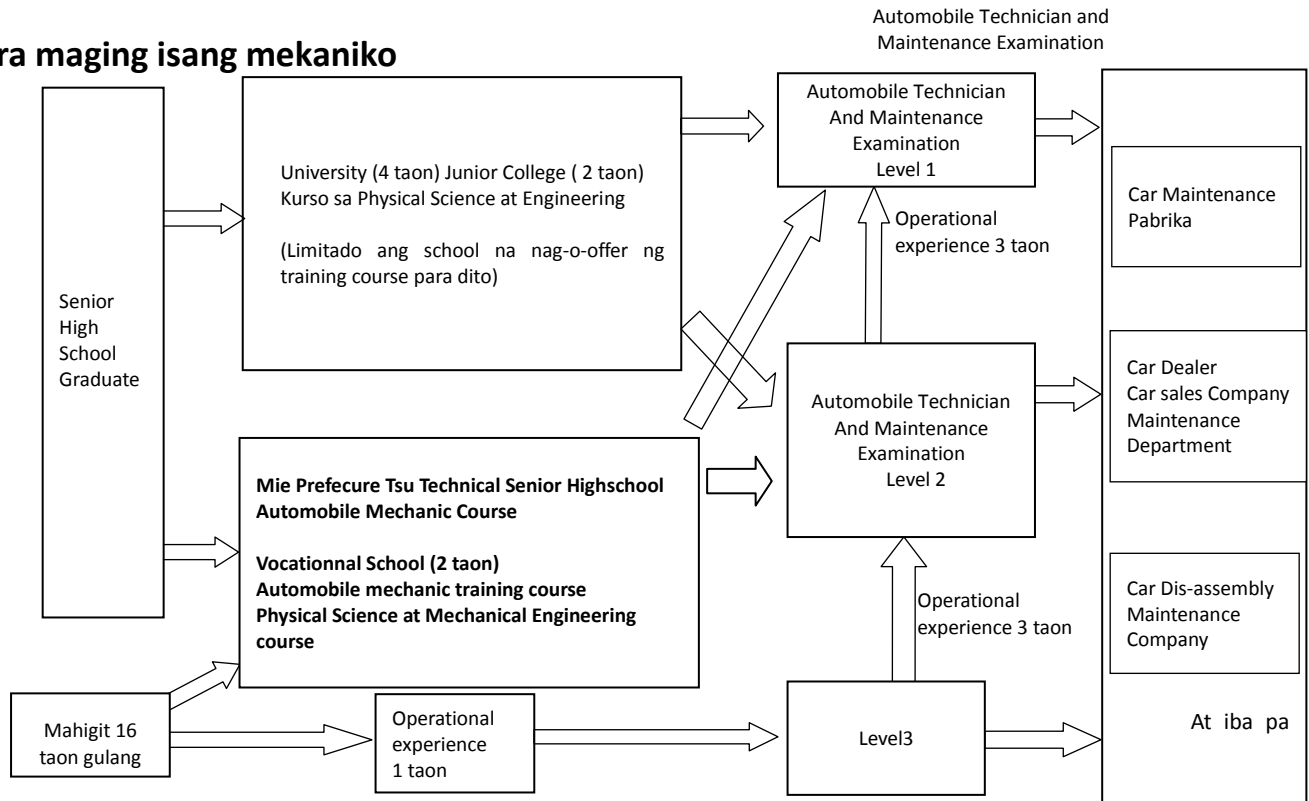 Automobile Technician and
Maintenance Examination
ra maging isang mekaniko
Senior
High
School
Graduate
University (4 taon) Junior College ( 2 taon)
Kurso sa Physical Science at Engineering
(Limitado ang school na nag-o-offer ng
training course para dito)
Automobile Technician
And Maintenance
Examination
Level 1
Operational
experience 3 taon
Car Maintenance
Pabrika
Mie Prefecure Tsu Technical Senior Highschool
Automobile Mechanic Course
Vocationnal School (2 taon)
Automobile mechanic training course
Physical Science at Mechanical Engineering
course
Automobile Technician
And Maintenance
Examination
Level 2
Car Dealer
Car sales Company
Maintenance
Department
Operational
experience 3 taon
Car Dis-assembly
Maintenance
Company
Mahigit 16
taon gulang
Operational
experience
1 taon
Level3
At iba pa